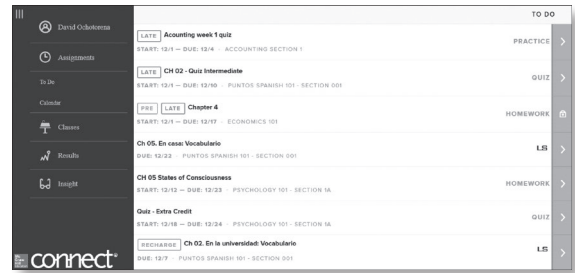 TO DO
David Ochotorena
Assignments
To Do
Calendar
Classes
Results
Insight
connect
LATE Acounting week 1 quiz
START: 12/1 — DUE: 12/4 · ACCOUNTING SECTION 1
PRACTICE
LATE CH 02 - Quiz Intermediate
START: 12/1 — DUE: 12/10 · PUNTOS SPANISH 101 - SECTION 001
QUIZ
PRE LATE Chapter 4
START: 12/1 — DUE: 12/17 · ECONOMICS 101
HOMEWORK
Ch 05. En casa: Vocabulario
DUE: 12/22 · PUNTOS SPANISH 101 - SECTION 001
LS
CH 05 States of Consciousness
START: 12/12 — DUE: 12/23 · PSYCHOLOGY 101 - SECTION 1A
HOMEWORK
Quiz - Extra Credit
START: 12/18 — DUE: 12/24 · PSYCHOLOGY 101 - SECTION 1A
QUIZ
RECHARGE Ch 02. En la universidad: Vocabulario
DUE: 12/7 · PUNTOS SPANISH 101 - SECTION 001
LS